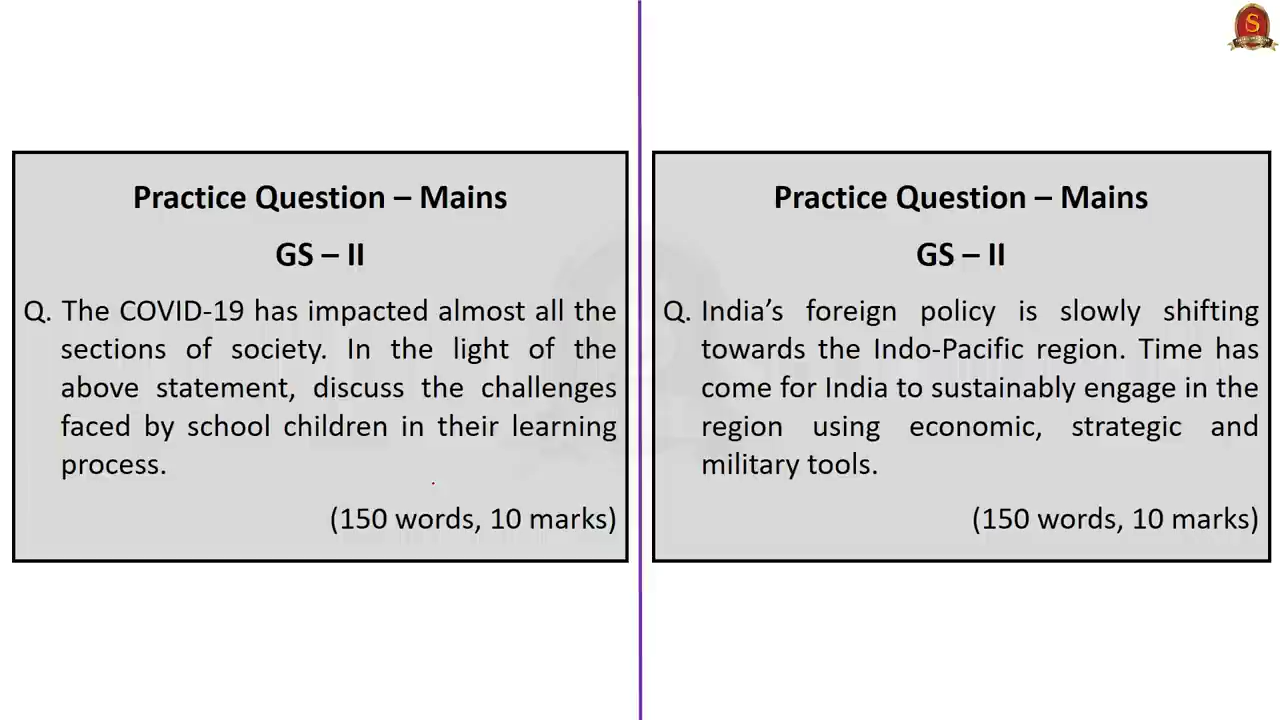 S
Practice Question – Mains
GS – II
Q. The COVID-19 has impacted almost all the
sections of society. In the light of the
above statement, discuss the challenges
faced by school children in their learning
process.
(150 words, 10 marks)
Practice Question – Mains
GS – II
Q. India’s foreign policy is slowly shifting
towards the Indo-Pacific region. Time has
come for India to sustainably engage in the
region using economic, strategic and
military tools.
(150 words, 10 marks)